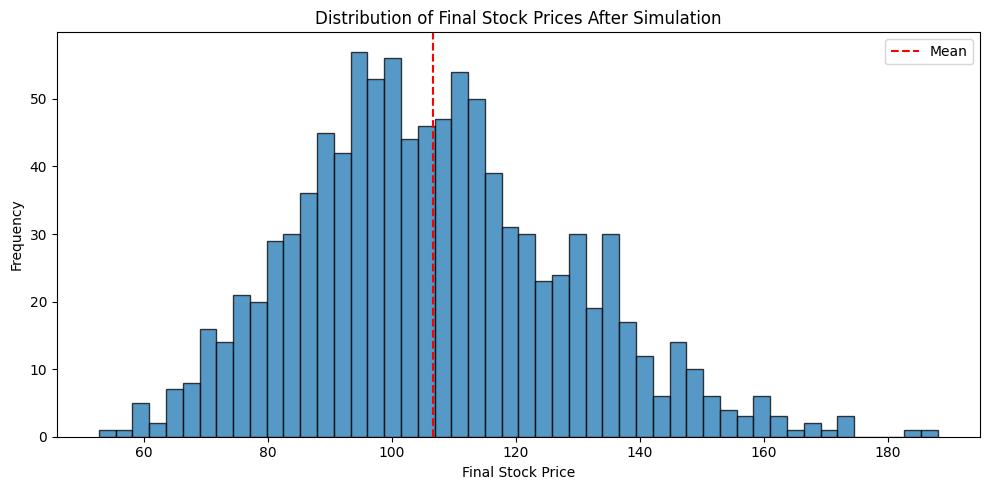 Distribution of Final Stock Prices After Simulation
Mean
Frequency
50
40
30
20
10
0
60 80 100 120 140 160 180
Final Stock Price